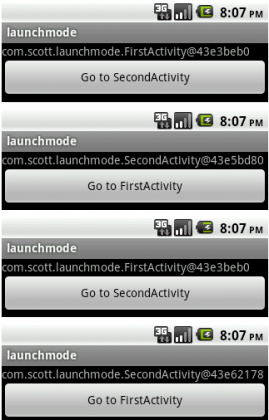 3G 8:07 PM
launchmode
com.scott.launchmode.FirstActivity@43e3beb0
Go to SecondActivity
3G 8:07 PM
launchmode
com.scott.launchmode.SecondActivity@43e5bd80
Go to FirstActivity
3G 8:07 PM
launchmode
com.scott.launchmode.FirstActivity@43e3beb0
Go to SecondActivity
3G 8:07 PM
launchmode
com.scott.launchmode.SecondActivity@43e62178
Go to FirstActivity